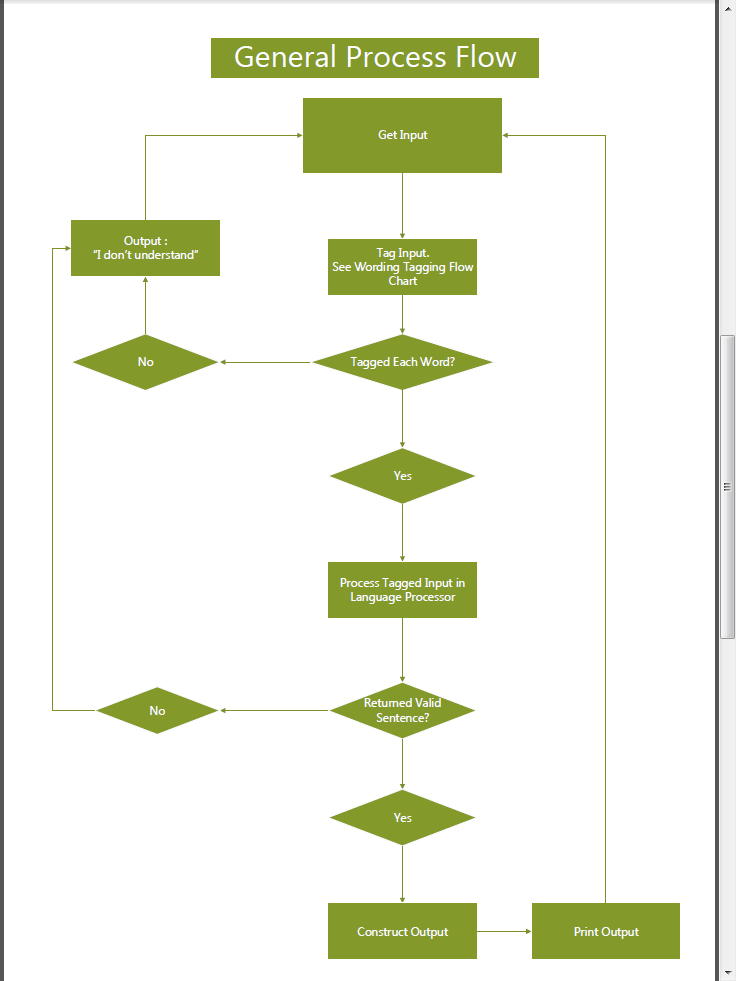 General Process Flow
Get Input
Output :
"I don't understand"
Tag Input.
See Wording Tagging Flow
Chart
No
Tagged Each Word?
Yes
Process Tagged Input in
Language Processor
No
Returned Valid
Sentence?
Yes
Construct Output
Print Output